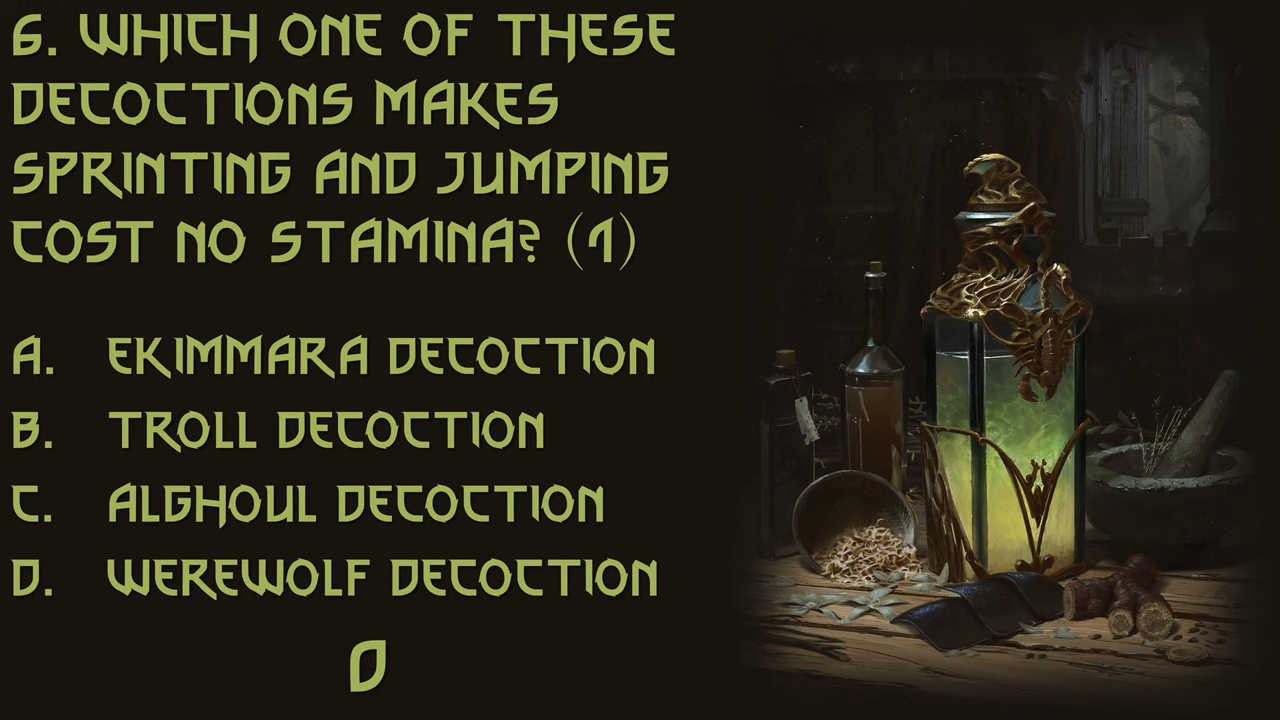 6. WHICH ONE OF THESE
DECOCTIONS MAKES
SPRINTING AND JUMPING
COST NO STAMINA? (1)
A. EKIMMARA DECOCTION
B. TROLL DECOCTION
C. ALGHOUL DECOCTION
D. WEREWOLF DECOCTION
D